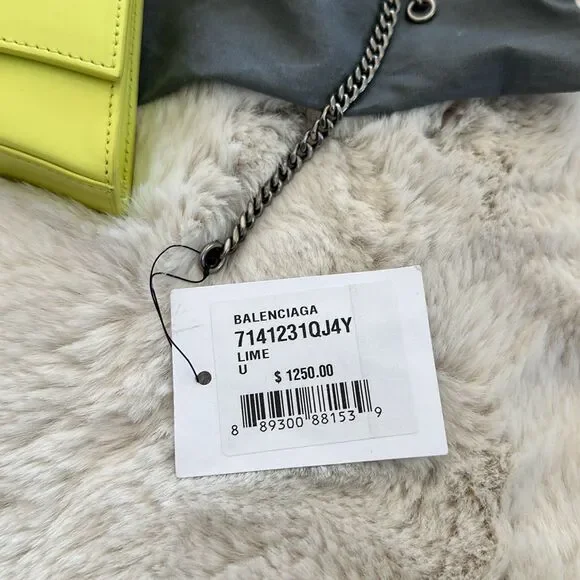 BALENCIAGA
7141231QJ4Y
LIME
U $ 1250.00
8 89300 88153 9